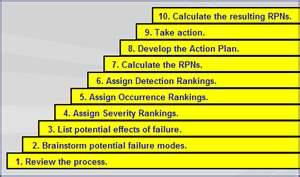 10. Calculate the resulting RPNs.
9. Take action.
8. Develop the Action Plan.
7. Calculate the RPNs.
6. Assign Detection Rankings.
5. Assign Occurrence Rankings.
4. Assign Severity Rankings.
3. List potential effects of failure.
2. Brainstorm potential failure modes.
1. Review the process.